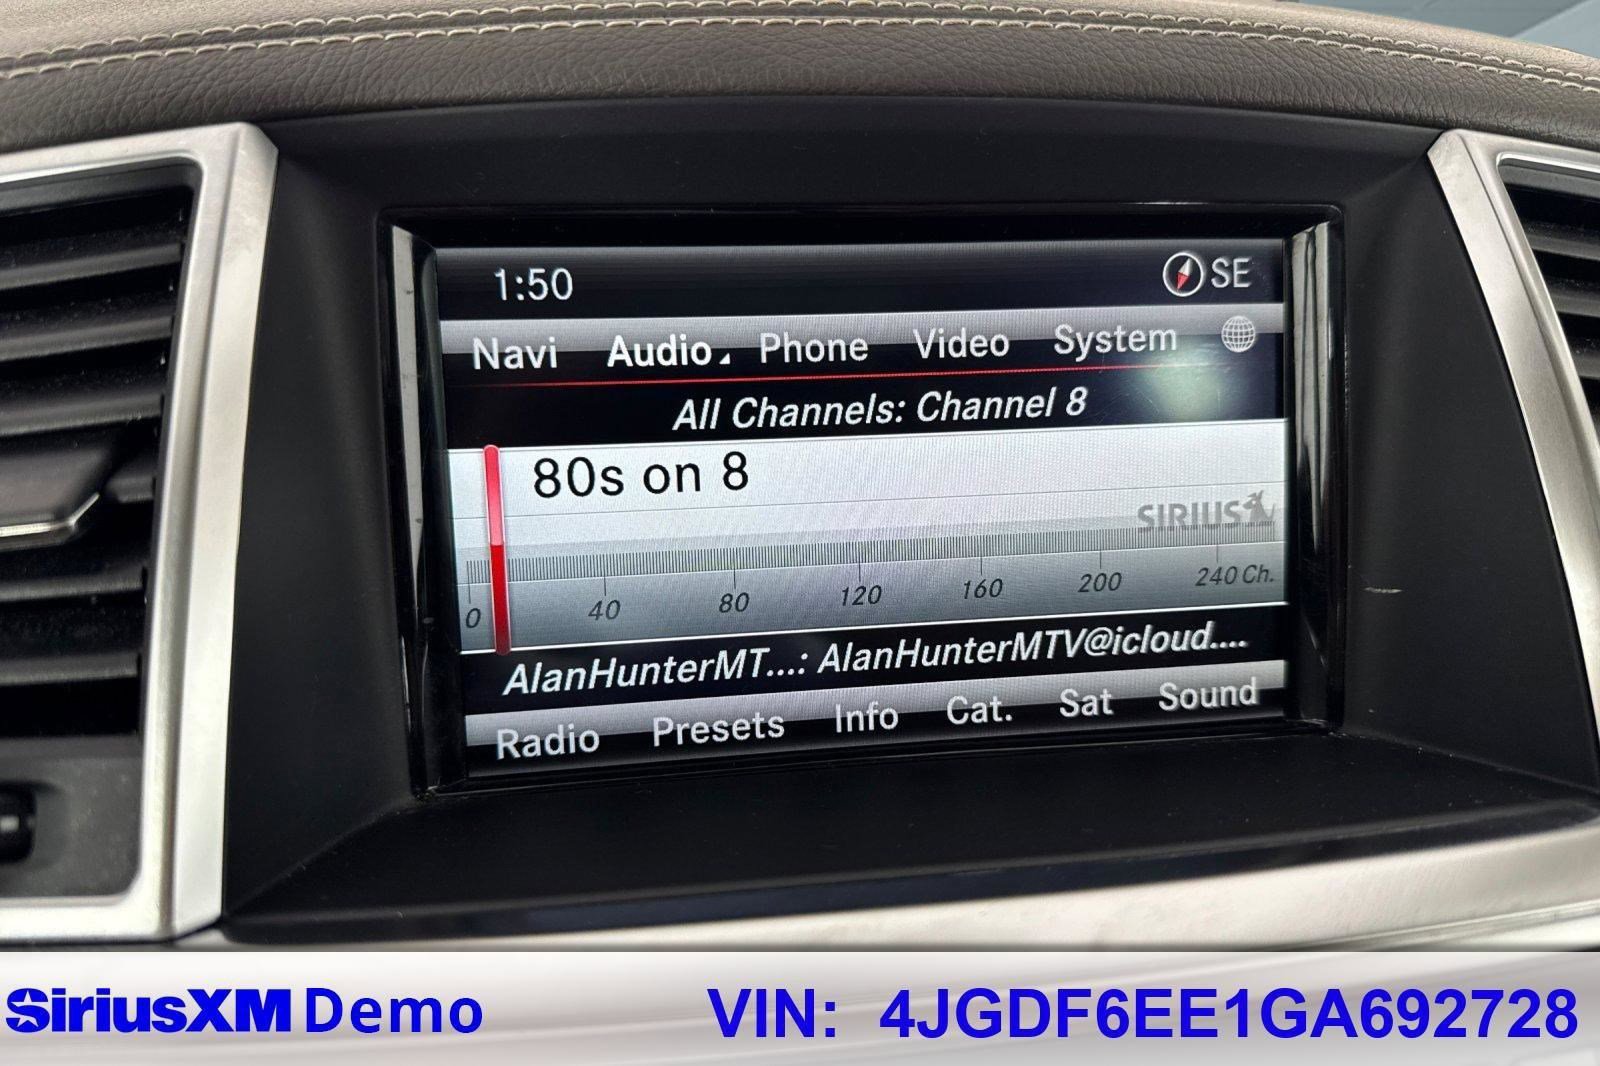 1:50 SE
Navi Audio Phone Video System
All Channels: Channel 8
80s on 8
SIRIUS
0 40 80 120 160 200 240 Ch.
AlanHunterMT...: AlanHunterMTV@icloud....
Radio Presets Info Cat. Sat Sound
SiriusXM Demo VIN: 4JGDF6EE1GA692728